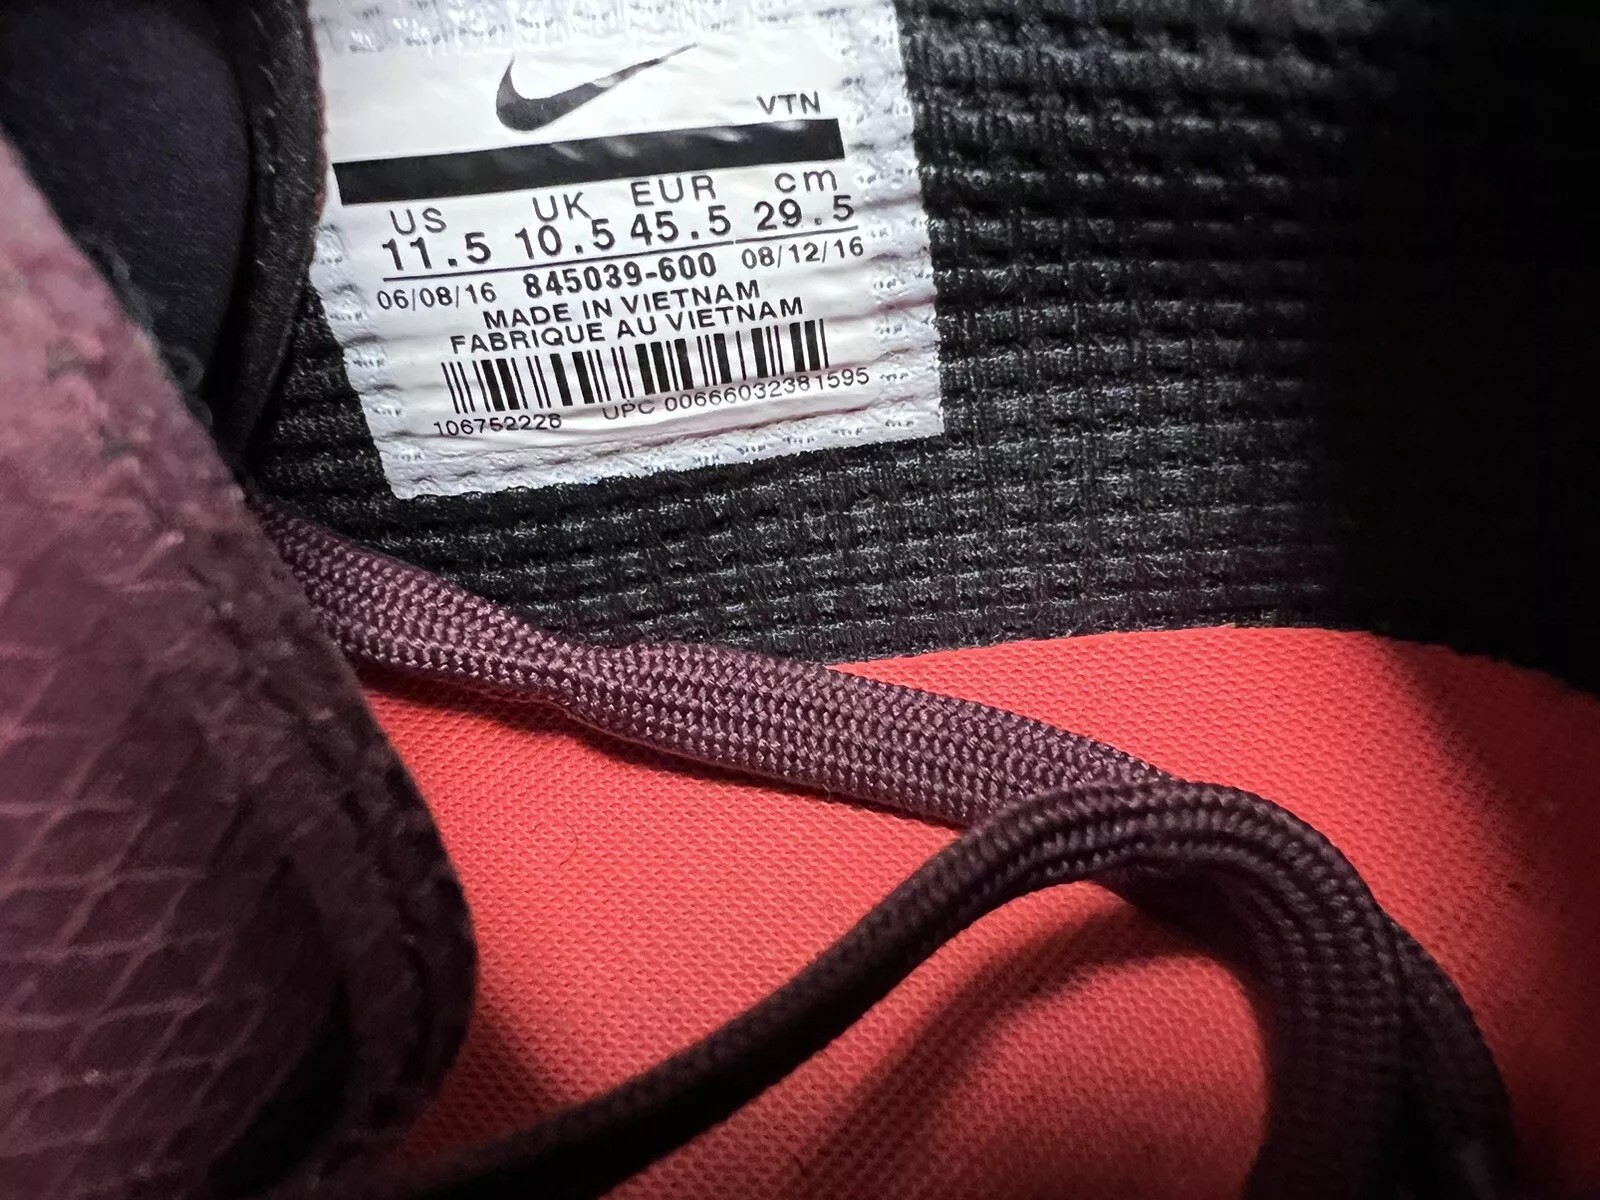 VTN
US UK EUR cm
11.5 10.5 45.5 29.5
06/08/16 845039-600 08/12/16
MADE IN VIETNAM
FABRIQUE AU VIETNAM
106752228 UPC 00666032381595